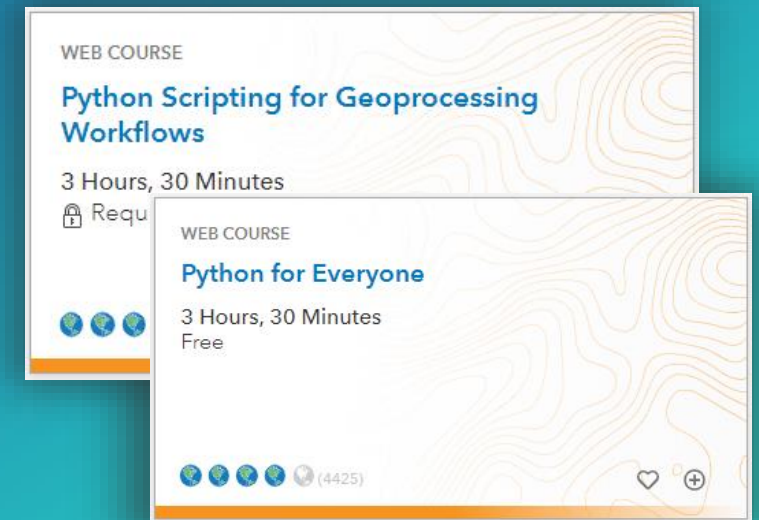 WEB COURSE
Python Scripting for Geoprocessing
Workflows
3 Hours, 30 Minutes
Requ
WEB COURSE
Python for Everyone
3 Hours, 30 Minutes
Free
(4425)